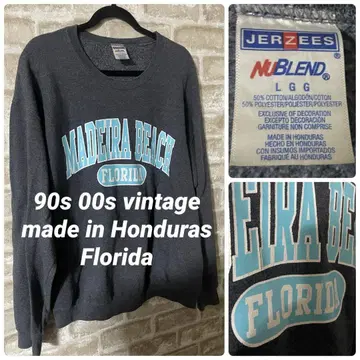 MADEIRA BEACH
FLORIDA
90s 00s vintage
made in Honduras
Florida
JERZEES
NUBLEND®
L G G
50% COTTON/ALGODÓN/COTON
50% POLYESTER/POLIESTER/POLYESTER
EXCLUSIVE OF DECORATION
EXCEPTO DECORACIÓN
GARNITURE NON COMPRISE
MADE IN HONDURAS
HECHO EN HONDURAS
CON INSUMOS IMPORTADOS
FABRIQUÉ AU HONDURAS
EIRA BE
FLORID